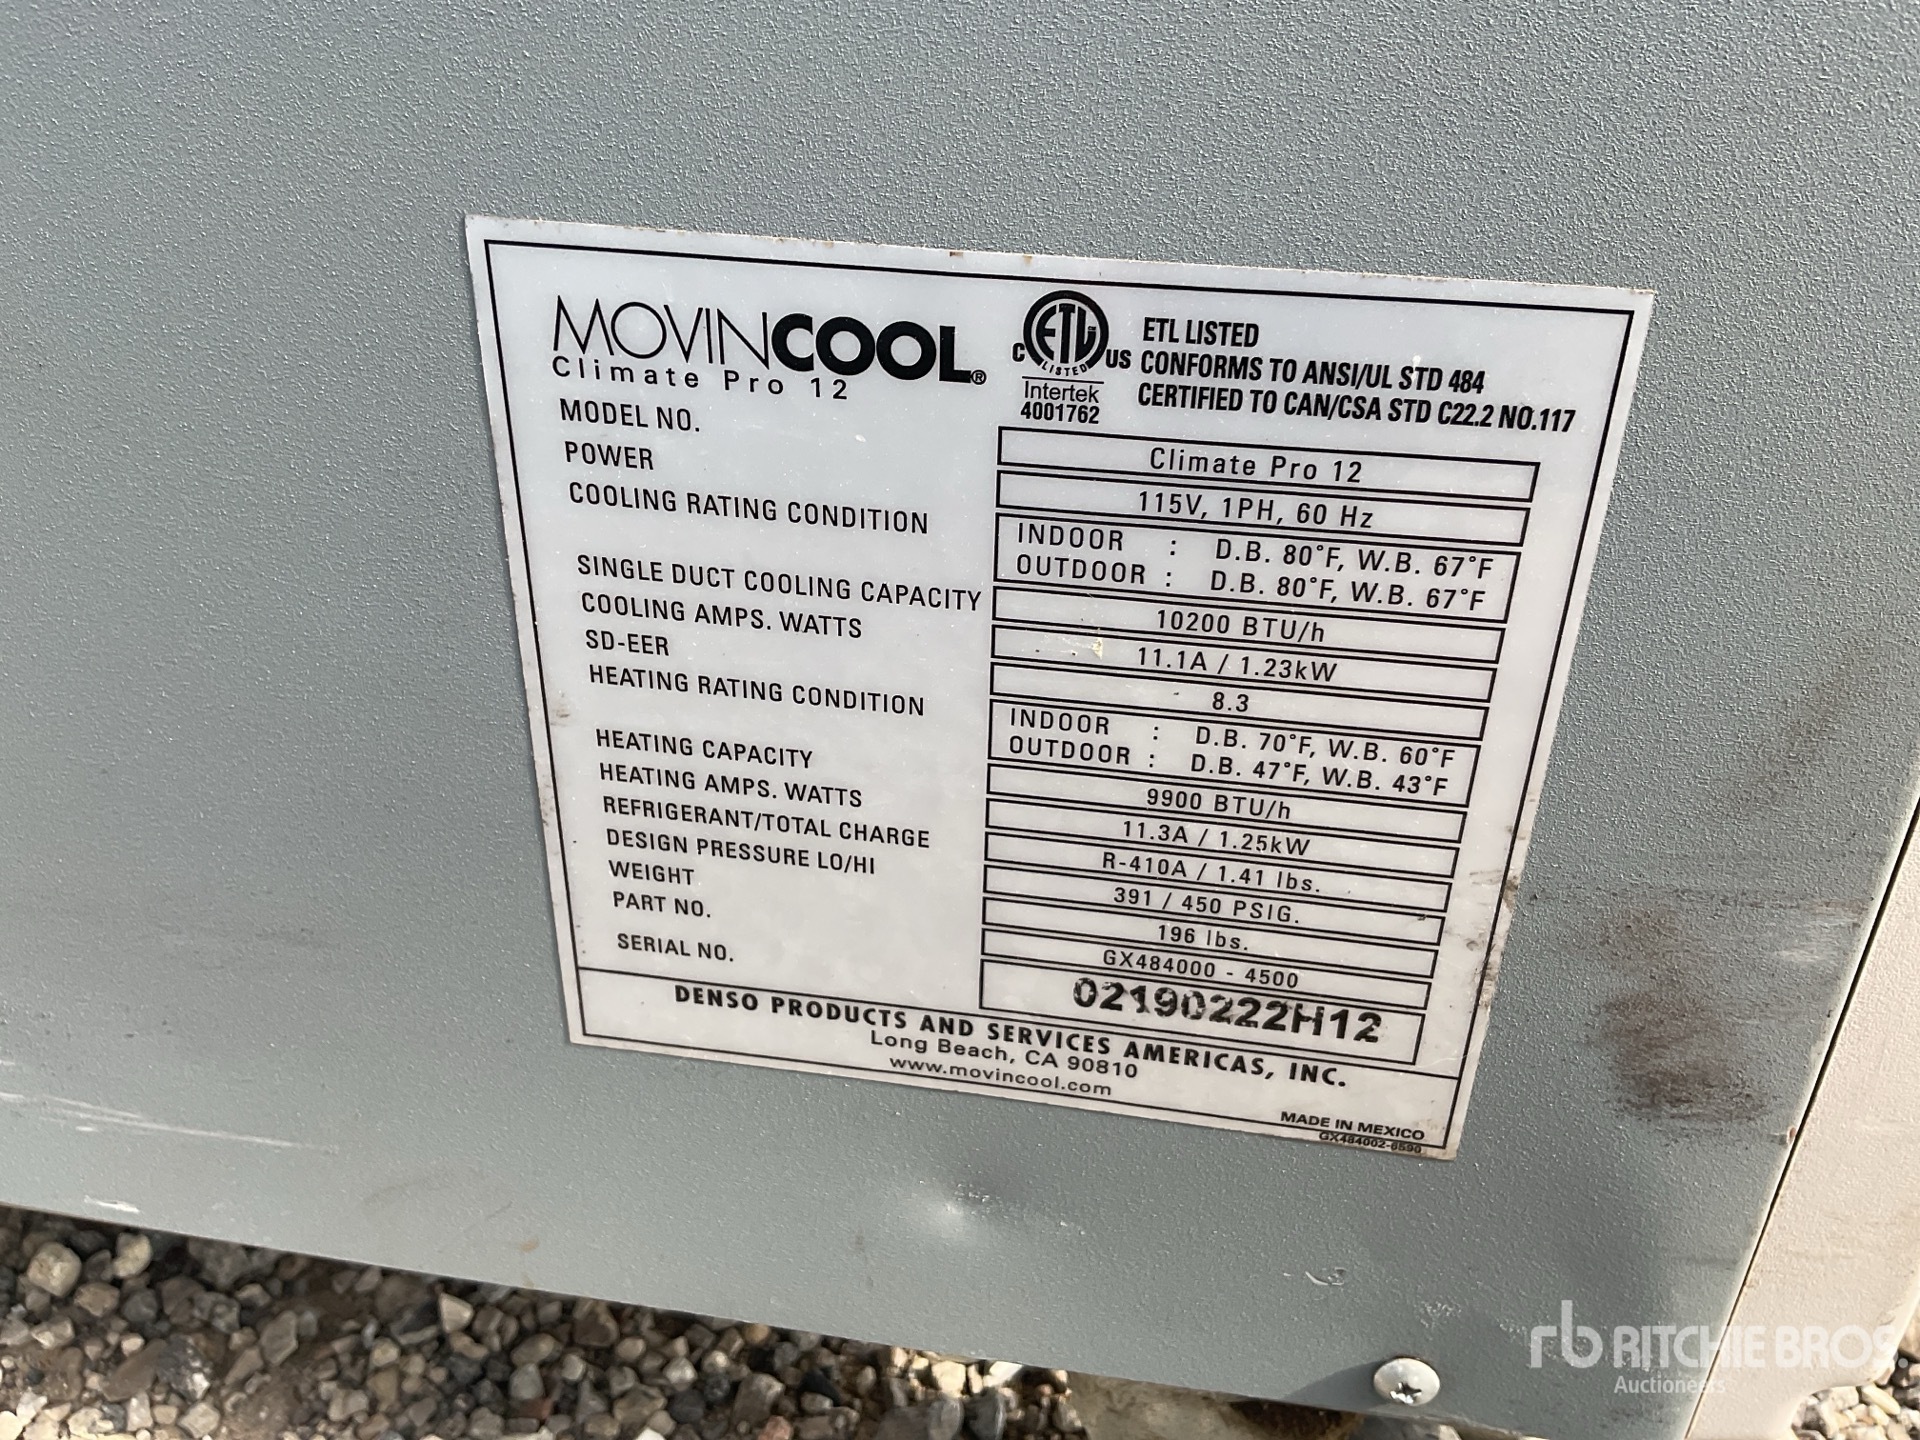 MOVINCOOL®
Climate Pro 12
C ETL US
LISTED
Intertek
4001762
ETL LISTED
CONFORMS TO ANSI/UL STD 484
CERTIFIED TO CAN/CSA STD C22.2 NO.117
MODEL NO. Climate Pro 12
POWER 115V, 1PH, 60 Hz
COOLING RATING CONDITION INDOOR : D.B. 80°F, W.B. 67°F
OUTDOOR : D.B. 80°F, W.B. 67°F
SINGLE DUCT COOLING CAPACITY 10200 BTU/h
COOLING AMPS. WATTS 11.1A / 1.23kW
SD-EER 8.3
HEATING RATING CONDITION INDOOR : D.B. 70°F, W.B. 60°F
OUTDOOR : D.B. 47°F, W.B. 43°F
HEATING CAPACITY 9900 BTU/h
HEATING AMPS. WATTS 11.3A / 1.25kW
REFRIGERANT/TOTAL CHARGE R-410A / 1.41 lbs.
DESIGN PRESSURE LO/HI 391 / 450 PSIG.
WEIGHT 196 lbs.
PART NO. GX484000 - 4500
SERIAL NO. 02190222H12
DENSO PRODUCTS AND SERVICES AMERICAS, INC.
Long Beach, CA 90810
www.movincool.com
MADE IN MEXICO
GX484002-6590
rb RITCHIE BROS.
Auctioneers